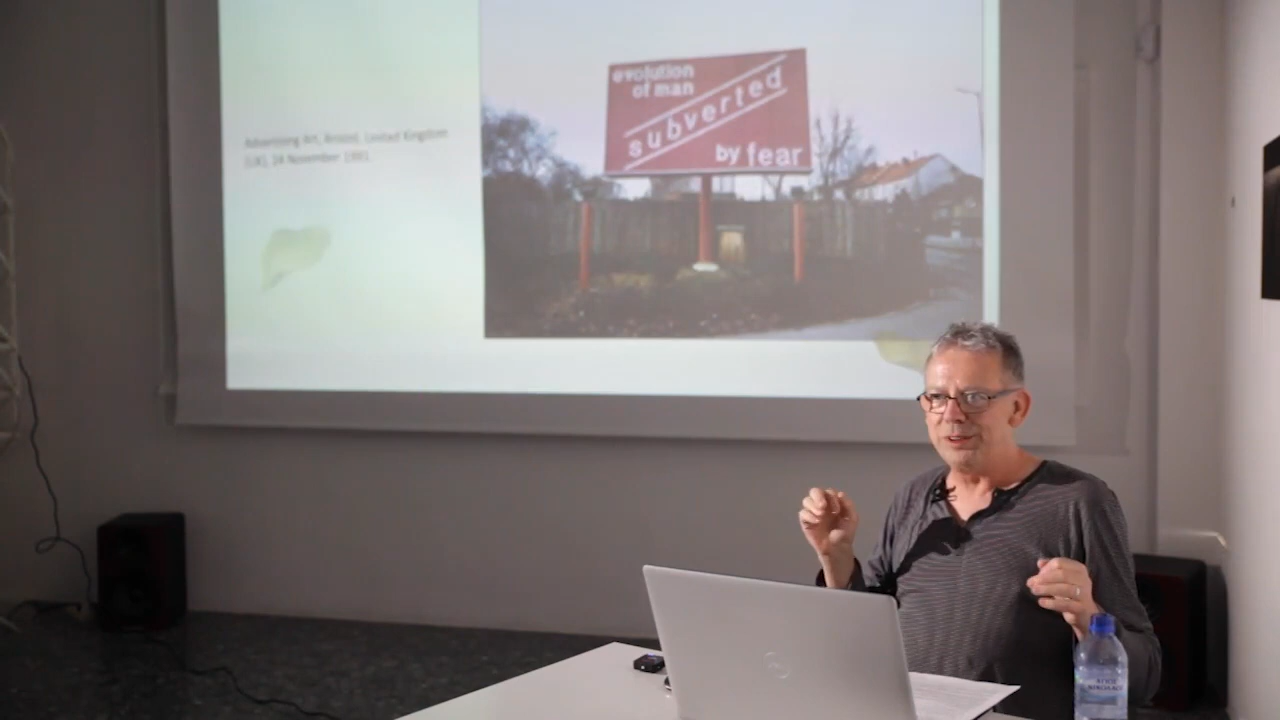 Advertising Art, Bristol, United Kingdom
(UK), 24 November 1991
evolution
of man
subverted
by fear